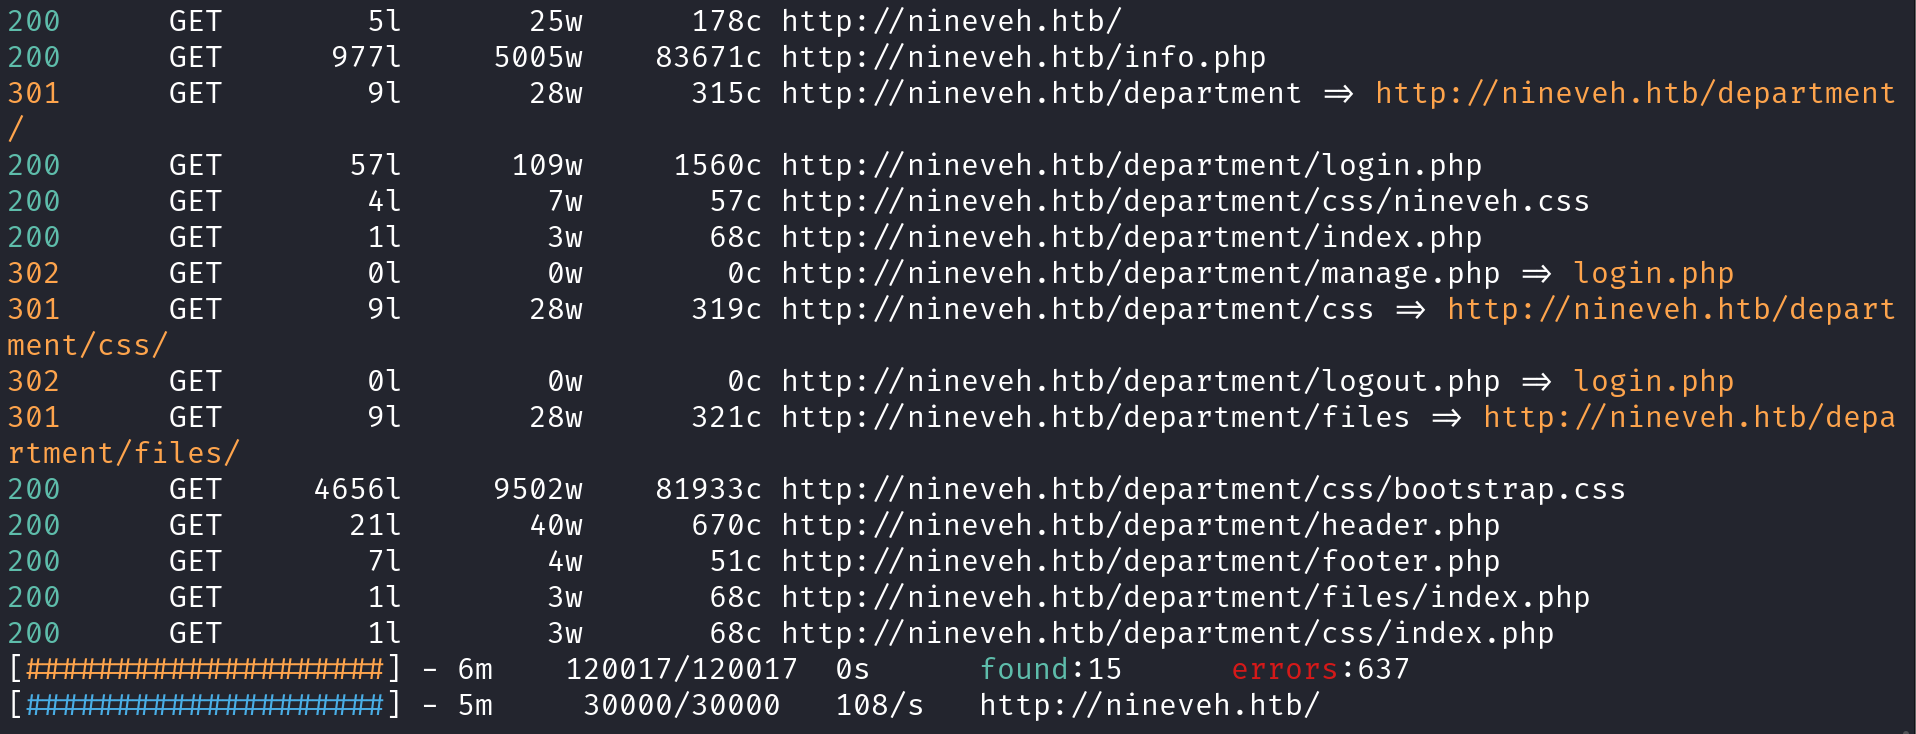 200      GET        5l       25w      178c http://nineveh.htb/
200      GET      977l     5005w    83671c http://nineveh.htb/info.php
301      GET        9l       28w      315c http://nineveh.htb/department => http://nineveh.htb/department
/
200      GET       57l      109w     1560c http://nineveh.htb/department/login.php
200      GET        4l        7w       57c http://nineveh.htb/department/css/nineveh.css
200      GET        1l        3w       68c http://nineveh.htb/department/index.php
302      GET        0l        0w        0c http://nineveh.htb/department/manage.php => login.php
301      GET        9l       28w      319c http://nineveh.htb/department/css => http://nineveh.htb/depart
ment/css/
302      GET        0l        0w        0c http://nineveh.htb/department/logout.php => login.php
301      GET        9l       28w      321c http://nineveh.htb/department/files => http://nineveh.htb/depa
rtment/files/
200      GET     4656l     9502w    81933c http://nineveh.htb/department/css/bootstrap.css
200      GET       21l       40w      670c http://nineveh.htb/department/header.php
200      GET        7l        4w       51c http://nineveh.htb/department/footer.php
200      GET        1l        3w       68c http://nineveh.htb/department/files/index.php
200      GET        1l        3w       68c http://nineveh.htb/department/css/index.php
[####################] - 6m    120017/120017  0s      found:15      errors:637
[####################] - 5m     30000/30000   108/s   http://nineveh.htb/